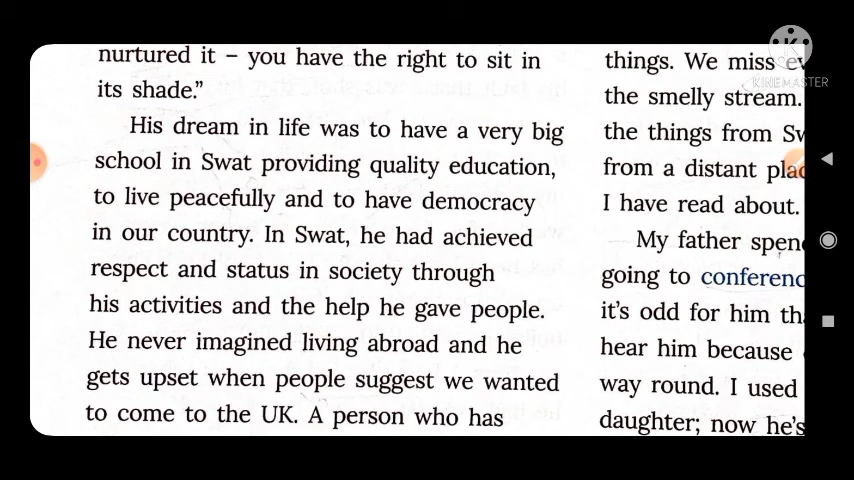 nurtured it – you have the right to sit in
its shade.”
His dream in life was to have a very big
school in Swat providing quality education,
to live peacefully and to have democracy
in our country. In Swat, he had achieved
respect and status in society through
his activities and the help he gave people.
He never imagined living abroad and he
gets upset when people suggest we wanted
to come to the UK. A person who has
things. We miss
the smelly stream.
the things from
from a distant
I have read about.
My father
going to
it's odd for him
hear him because
way round. I used
daughter; now he's
KINEMASTER